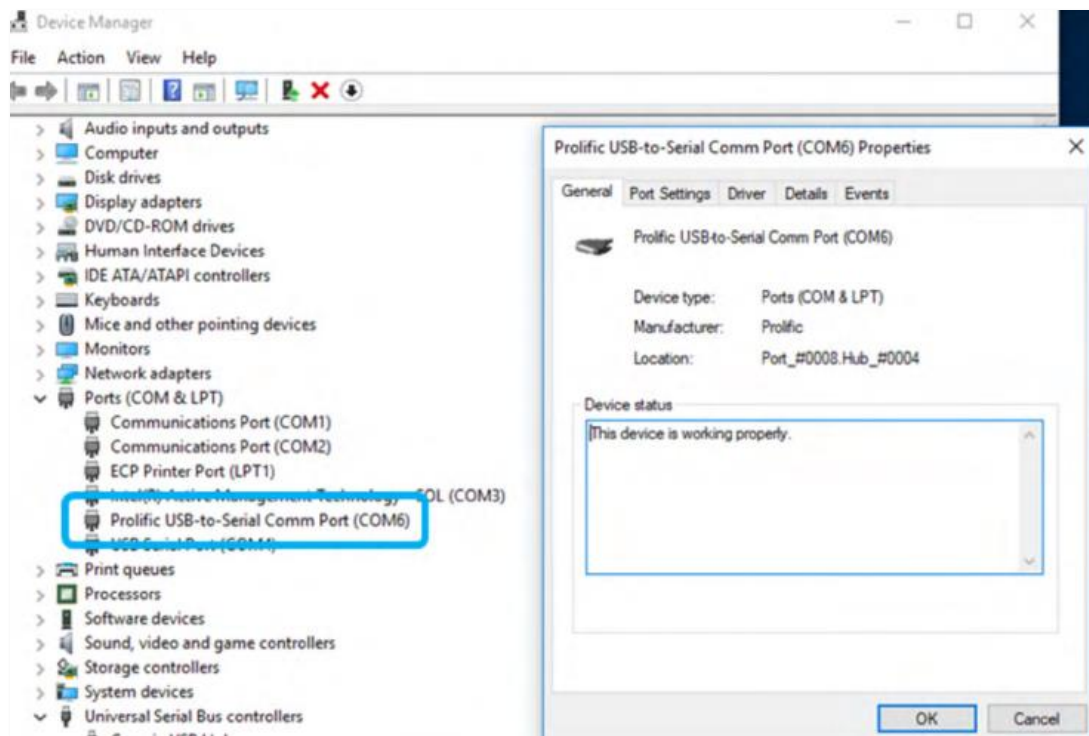 Device Manager
File Action View Help
Audio inputs and outputs
Computer
Disk drives
Display adapters
DVD/CD-ROM drives
Human Interface Devices
IDE ATA/ATAPI controllers
Keyboards
Mice and other pointing devices
Monitors
Network adapters
Ports (COM & LPT)
Communications Port (COM1)
Communications Port (COM2)
ECP Printer Port (LPT1)
Intel(R) Active Management Technology - SOL (COM3)
Prolific USB-to-Serial Comm Port (COM6)
USB Serial Port (COM4)
Print queues
Processors
Software devices
Sound, video and game controllers
Storage controllers
System devices
Universal Serial Bus controllers
Prolific USB-to-Serial Comm Port (COM6) Properties
General Port Settings Driver Details Events
Prolific USB-to-Serial Comm Port (COM6)
Device type: Ports (COM & LPT)
Manufacturer: Prolific
Location: Port_#0008.Hub_#0004
Device status
This device is working properly.
OK Cancel